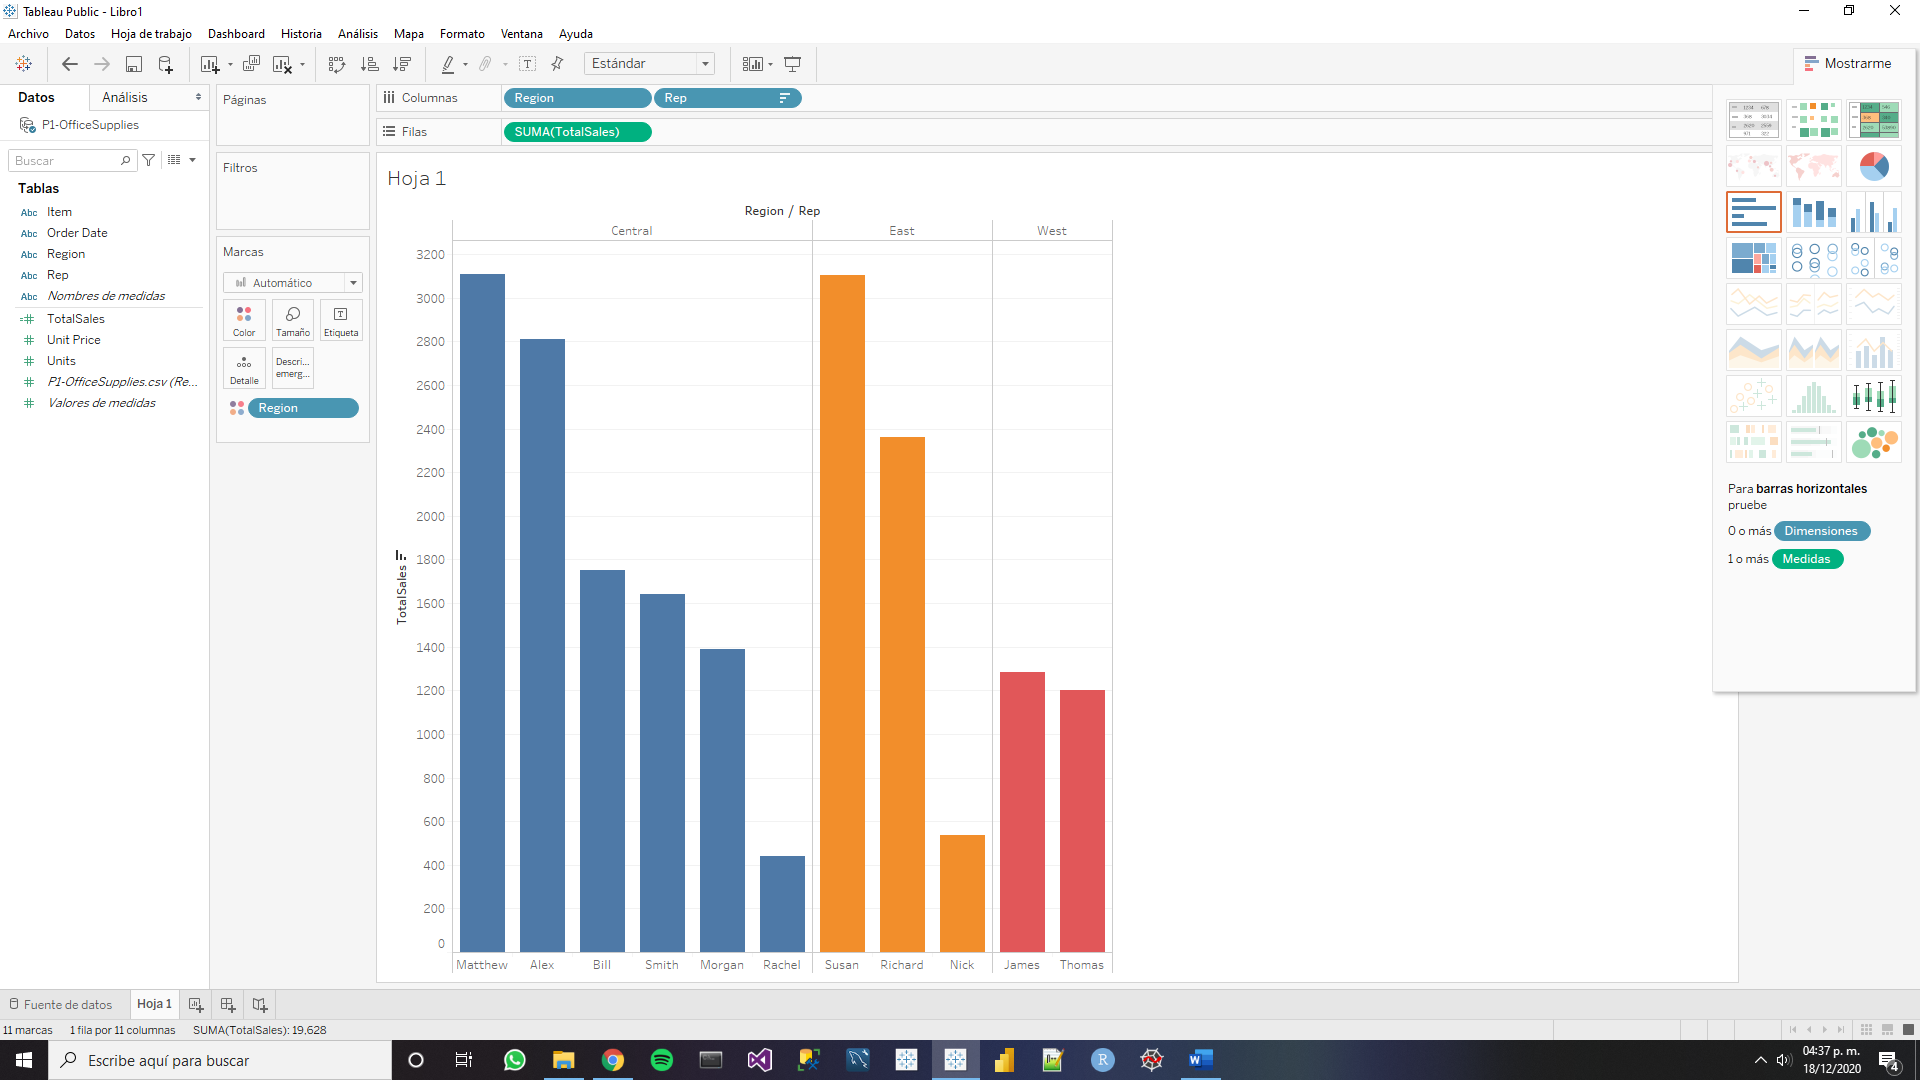 Tableau Public - Libro1
Archivo Datos Hoja de trabajo Dashboard Historia Análisis Mapa Formato Ventana Ayuda
Estándar
Mostrarme
Datos Análisis
P1-OfficeSupplies
Buscar
Tablas
Abc Item
Abc Order Date
Abc Region
Abc Rep
Abc Nombres de medidas
TotalSales
Unit Price
Units
P1-OfficeSupplies.csv (Re...
Valores de medidas
Páginas
Filtros
Marcas
Automático
Color Tamaño Etiqueta
Detalle Descri... emerg...
Region
Columnas Region Rep
Filas SUMA(TotalSales)
Hoja 1
Region / Rep
Central East West
TotalSales
3200
3000
2800
2600
2400
2200
2000
1800
1600
1400
1200
1000
800
600
400
200
0
Matthew Alex Bill Smith Morgan Rachel Susan Richard Nick James Thomas
Para barras horizontales
pruebe
0 o más Dimensiones
1 o más Medidas
Fuente de datos Hoja 1
11 marcas 1 fila por 11 columnas SUMA(TotalSales): 19,628
Escribe aquí para buscar
04:37 p. m.
18/12/2020
4